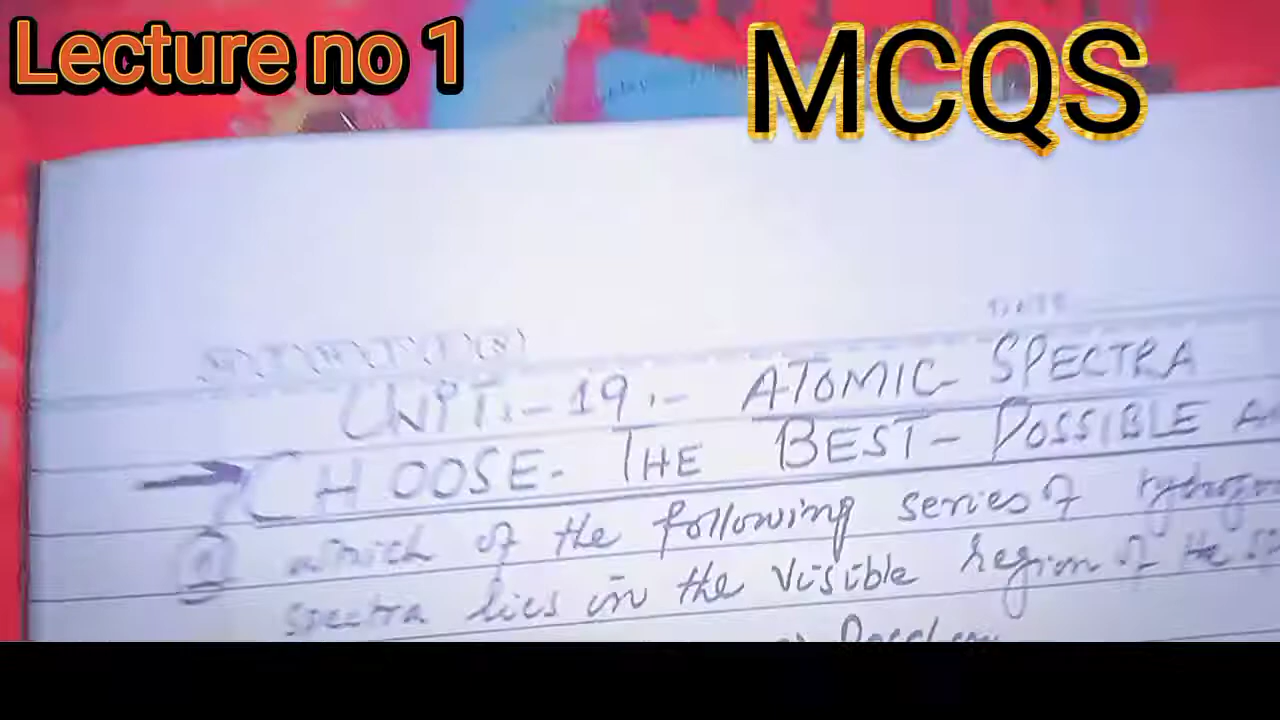 Lecture no 1
MCQS
DATE
UNIT:-19:- ATOMIC SPECTRA
CHOOSE- THE BEST- POSSIBLE
which of the following series of
spectra lies in the visible region of the